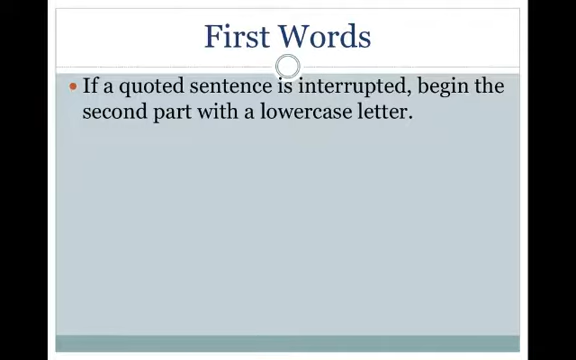 First Words
• If a quoted sentence is interrupted, begin the
second part with a lowercase letter.